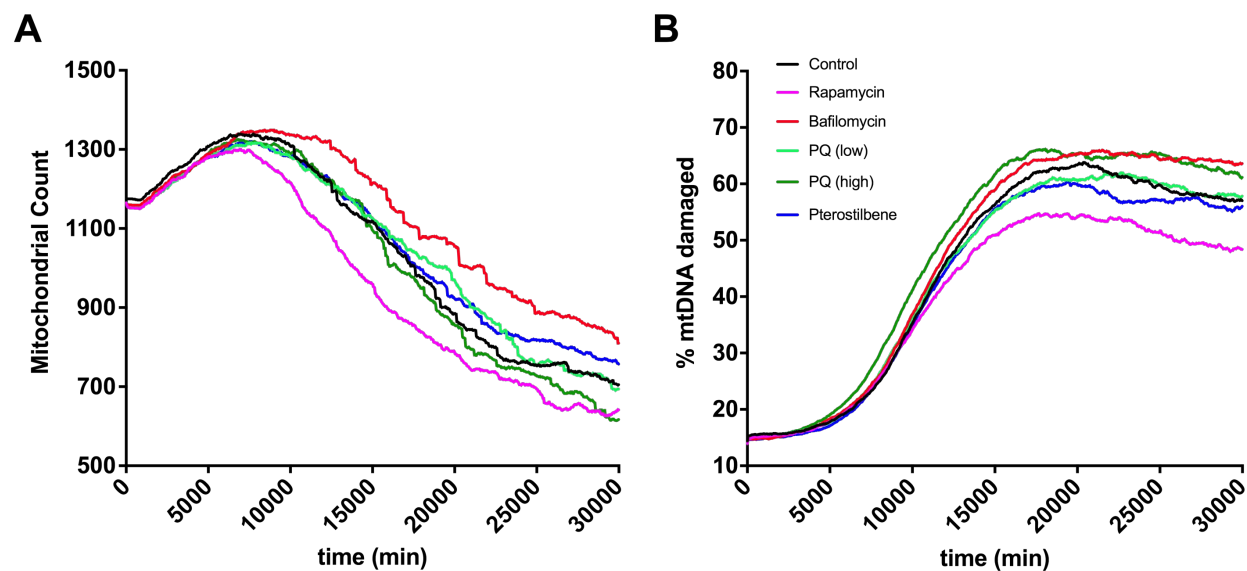 A
Mitochondrial Count
1500
1300
1100
900
700
500
0
5000
10000
15000
20000
25000
30000
time (min)
B
% mtDNA damaged
80
70
60
50
40
30
20
10
Control
Rapamycin
Bafilomycin
PQ (low)
PQ (high)
Pterostilbene
0
5000
10000
15000
20000
25000
30000
time (min)